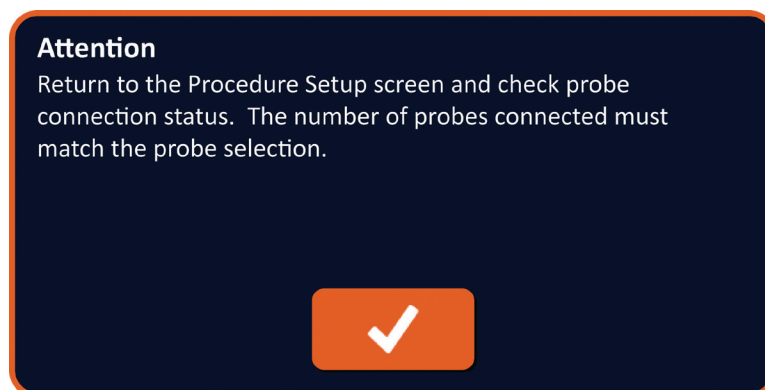 Attention
Return to the Procedure Setup screen and check probe
connection status.  The number of probes connected must
match the probe selection.